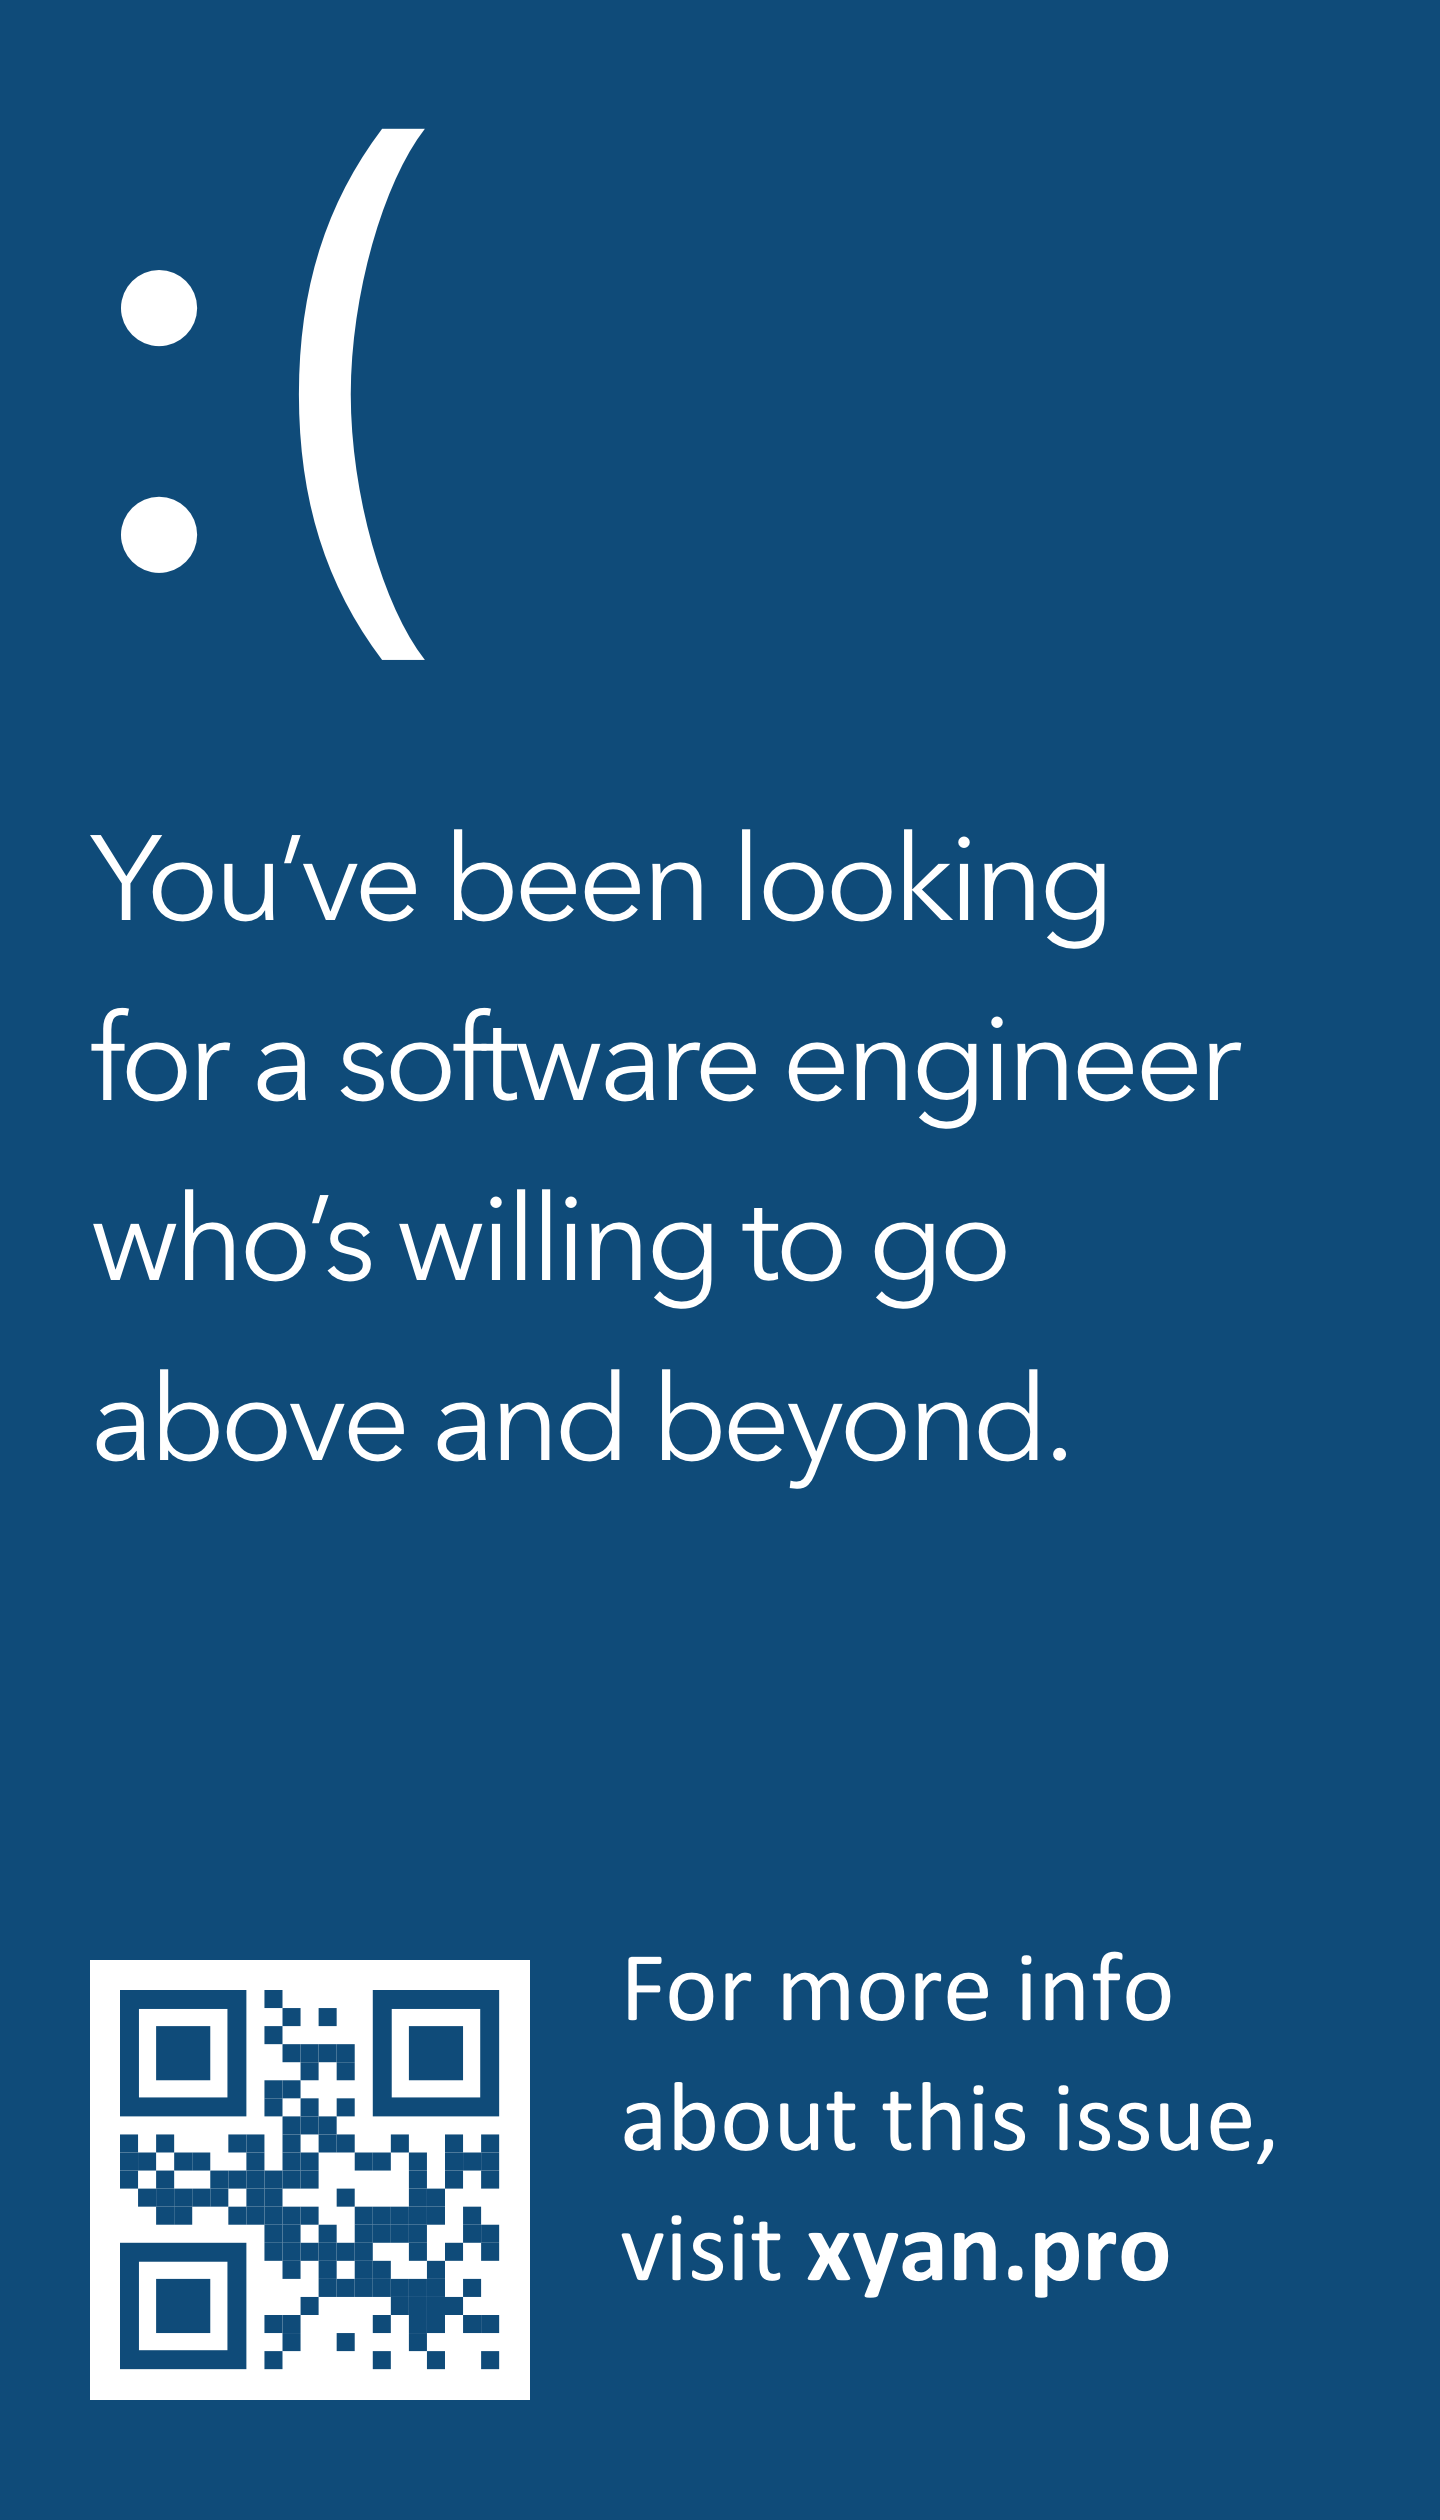 :(
You’ve been looking
for a software engineer
who’s willing to go
above and beyond.
For more info
about this issue,
visit xyan.pro